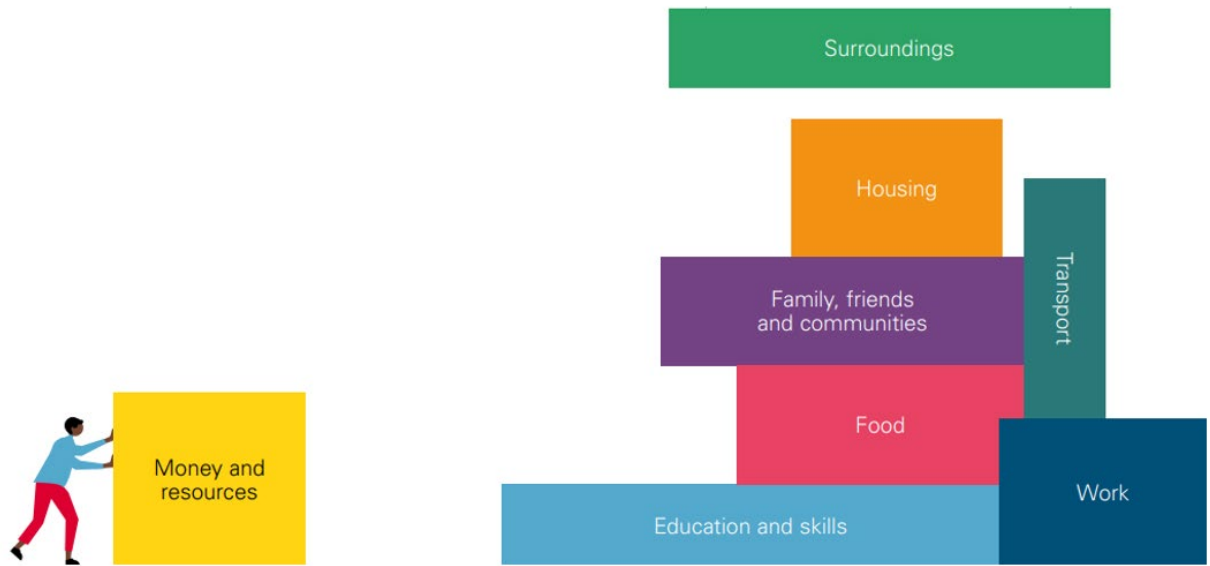 Surroundings
Housing
Transport
Family, friends
and communities
Food
Money and
resources
Work
Education and skills